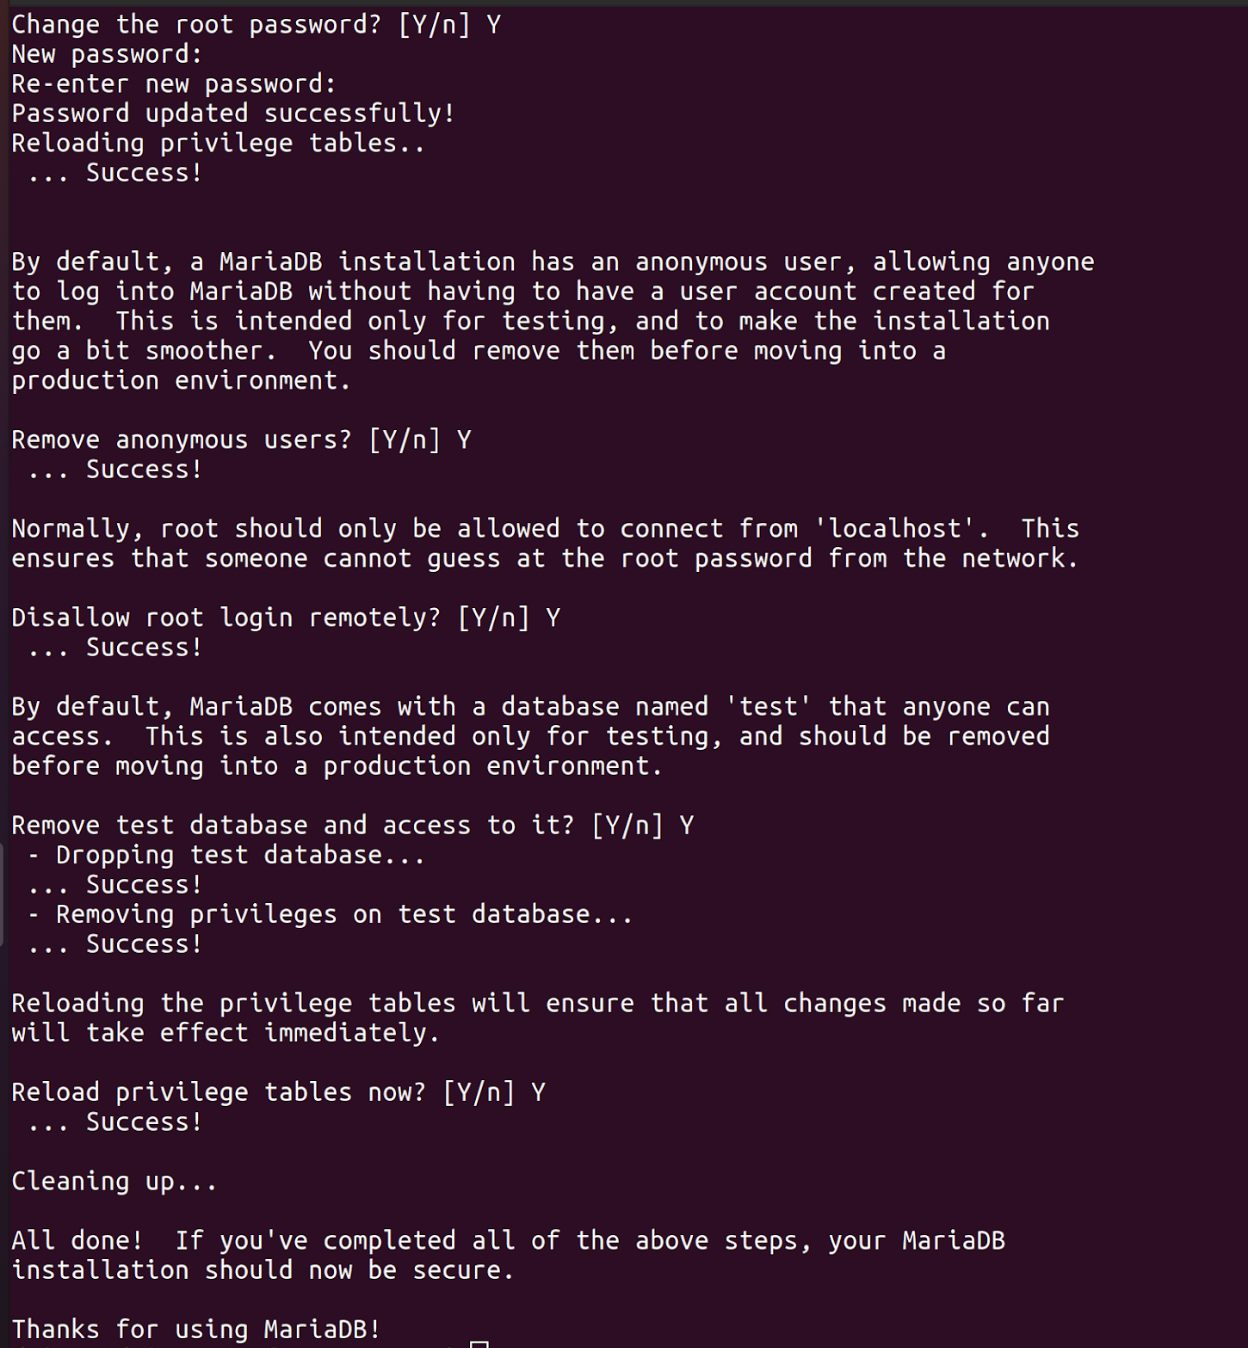 Change the root password? [Y/n] Y
New password:
Re-enter new password:
Password updated successfully!
Reloading privilege tables..
 ... Success!
By default, a MariaDB installation has an anonymous user, allowing anyone
to log into MariaDB without having to have a user account created for
them.  This is intended only for testing, and to make the installation
go a bit smoother.  You should remove them before moving into a
production environment.
Remove anonymous users? [Y/n] Y
 ... Success!
Normally, root should only be allowed to connect from 'localhost'.  This
ensures that someone cannot guess at the root password from the network.
Disallow root login remotely? [Y/n] Y
 ... Success!
By default, MariaDB comes with a database named 'test' that anyone can
access.  This is also intended only for testing, and should be removed
before moving into a production environment.
Remove test database and access to it? [Y/n] Y
 - Dropping test database...
 ... Success!
 - Removing privileges on test database...
 ... Success!
Reloading the privilege tables will ensure that all changes made so far
will take effect immediately.
Reload privilege tables now? [Y/n] Y
 ... Success!
Cleaning up...
All done!  If you've completed all of the above steps, your MariaDB
installation should now be secure.
Thanks for using MariaDB!